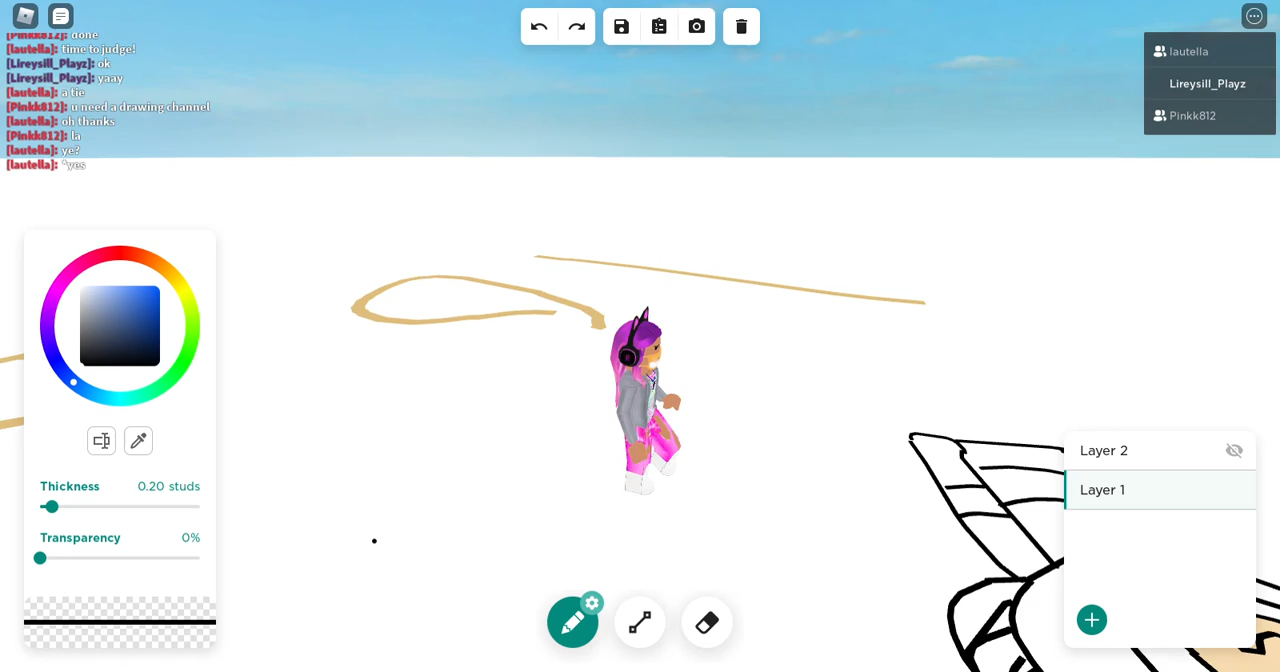 [Pinkk812]: done
[lautella]: time to judge!
[Lireysill_Playz]: ok
[Lireysill_Playz]: yaay
[lautella]: a tie
[Pinkk812]: u need a drawing channel
[lautella]: oh thanks
[Pinkk812]: la
[lautella]: ye?
[lautella]: *yes
lautella
Lireysill_Playz
Pinkk812
Thickness 0.20 studs
Transparency 0%
Layer 2
Layer 1